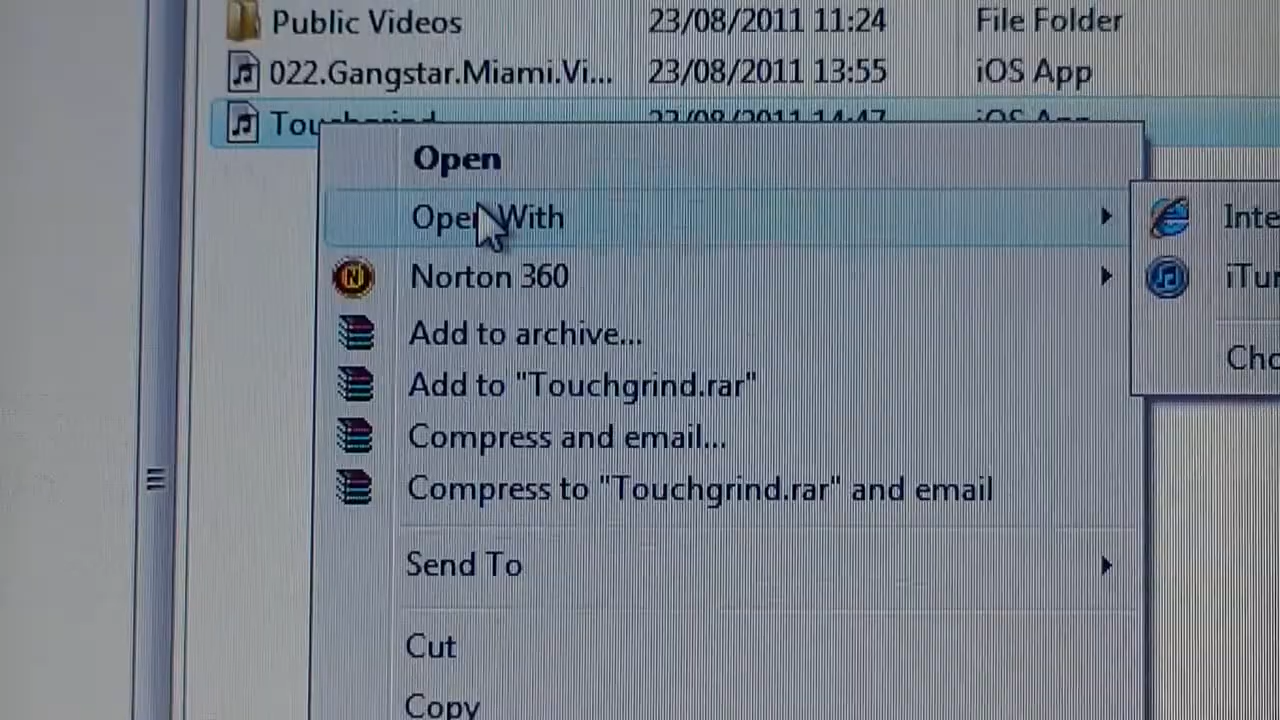 Public Videos 23/08/2011 11:24 File Folder
022.Gangstar.Miami.Vi... 23/08/2011 13:55 iOS App
Touchgrind 23/08/2011 14:47 iOS App
Open
Open With
Inte
Norton 360
iTun
Add to archive...
Cho
Add to "Touchgrind.rar"
Compress and email...
Compress to "Touchgrind.rar" and email
Send To
Cut
Copy